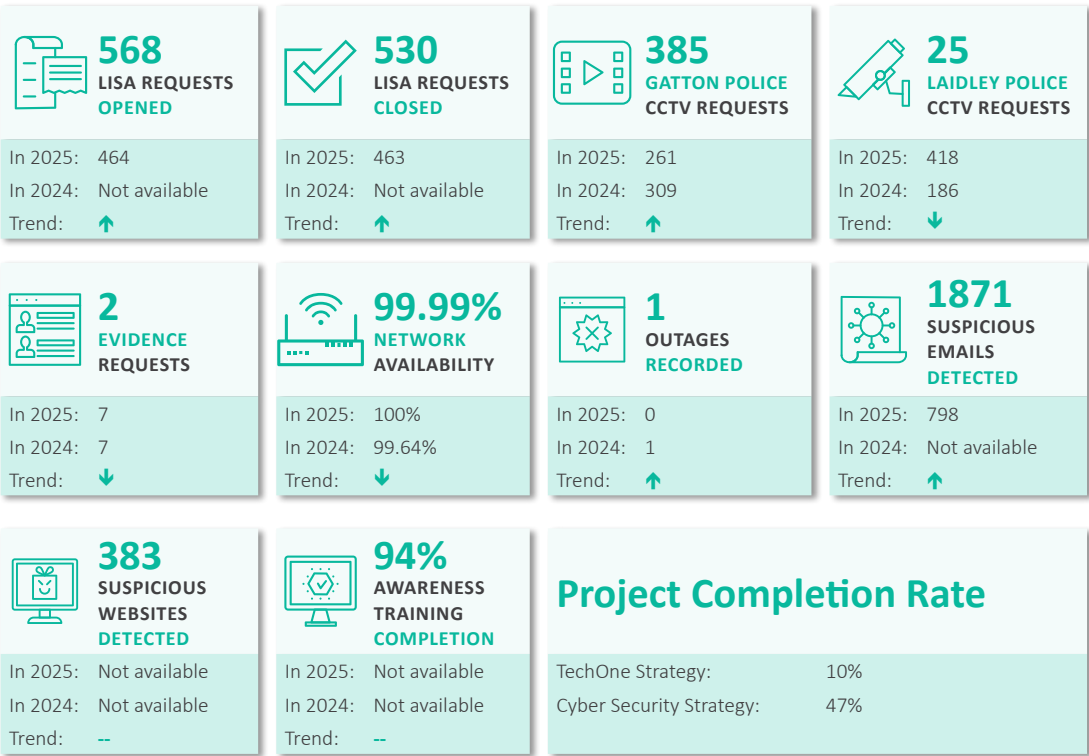 568
LISA REQUESTS
OPENED
In 2025: 464
In 2024: Not available
Trend: ↑
530
LISA REQUESTS
CLOSED
In 2025: 463
In 2024: Not available
Trend: ↑
385
GATTON POLICE
CCTV REQUESTS
In 2025: 261
In 2024: 309
Trend: ↑
25
LAIDLEY POLICE
CCTV REQUESTS
In 2025: 418
In 2024: 186
Trend: ↓
2
EVIDENCE
REQUESTS
In 2025: 7
In 2024: 7
Trend: ↓
99.99%
NETWORK
AVAILABILITY
In 2025: 100%
In 2024: 99.64%
Trend: ↓
1
OUTAGES
RECORDED
In 2025: 0
In 2024: 1
Trend: ↑
1871
SUSPICIOUS
EMAILS
DETECTED
In 2025: 798
In 2024: Not available
Trend: ↑
383
SUSPICIOUS
WEBSITES
DETECTED
In 2025: Not available
In 2024: Not available
Trend: --
94%
AWARENESS
TRAINING
COMPLETION
In 2025: Not available
In 2024: Not available
Trend: --
Project Completion Rate
TechOne Strategy: 10%
Cyber Security Strategy: 47%